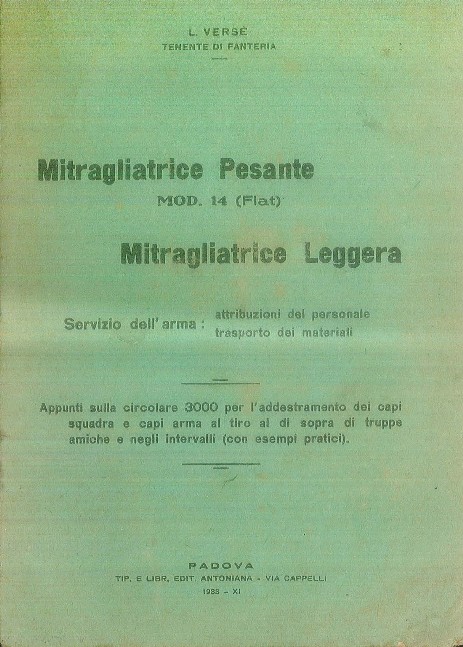 L. VERSÉ
TENENTE DI FANTERIA
Mitragliatrice Pesante
MOD. 14 (Fiat)
Mitragliatrice Leggera
Servizio dell'arma :
attribuzioni del personale
trasporto dei materiali
Appunti sulla circolare 3000 per l'addestramento dei capi
squadra e capi arma al tiro al di sopra di truppe
amiche e negli intervalli (con esempi pratici).
PADOVA
TIP. E LIBR. EDIT. ANTONIANA - VIA CAPPELLI
- XI